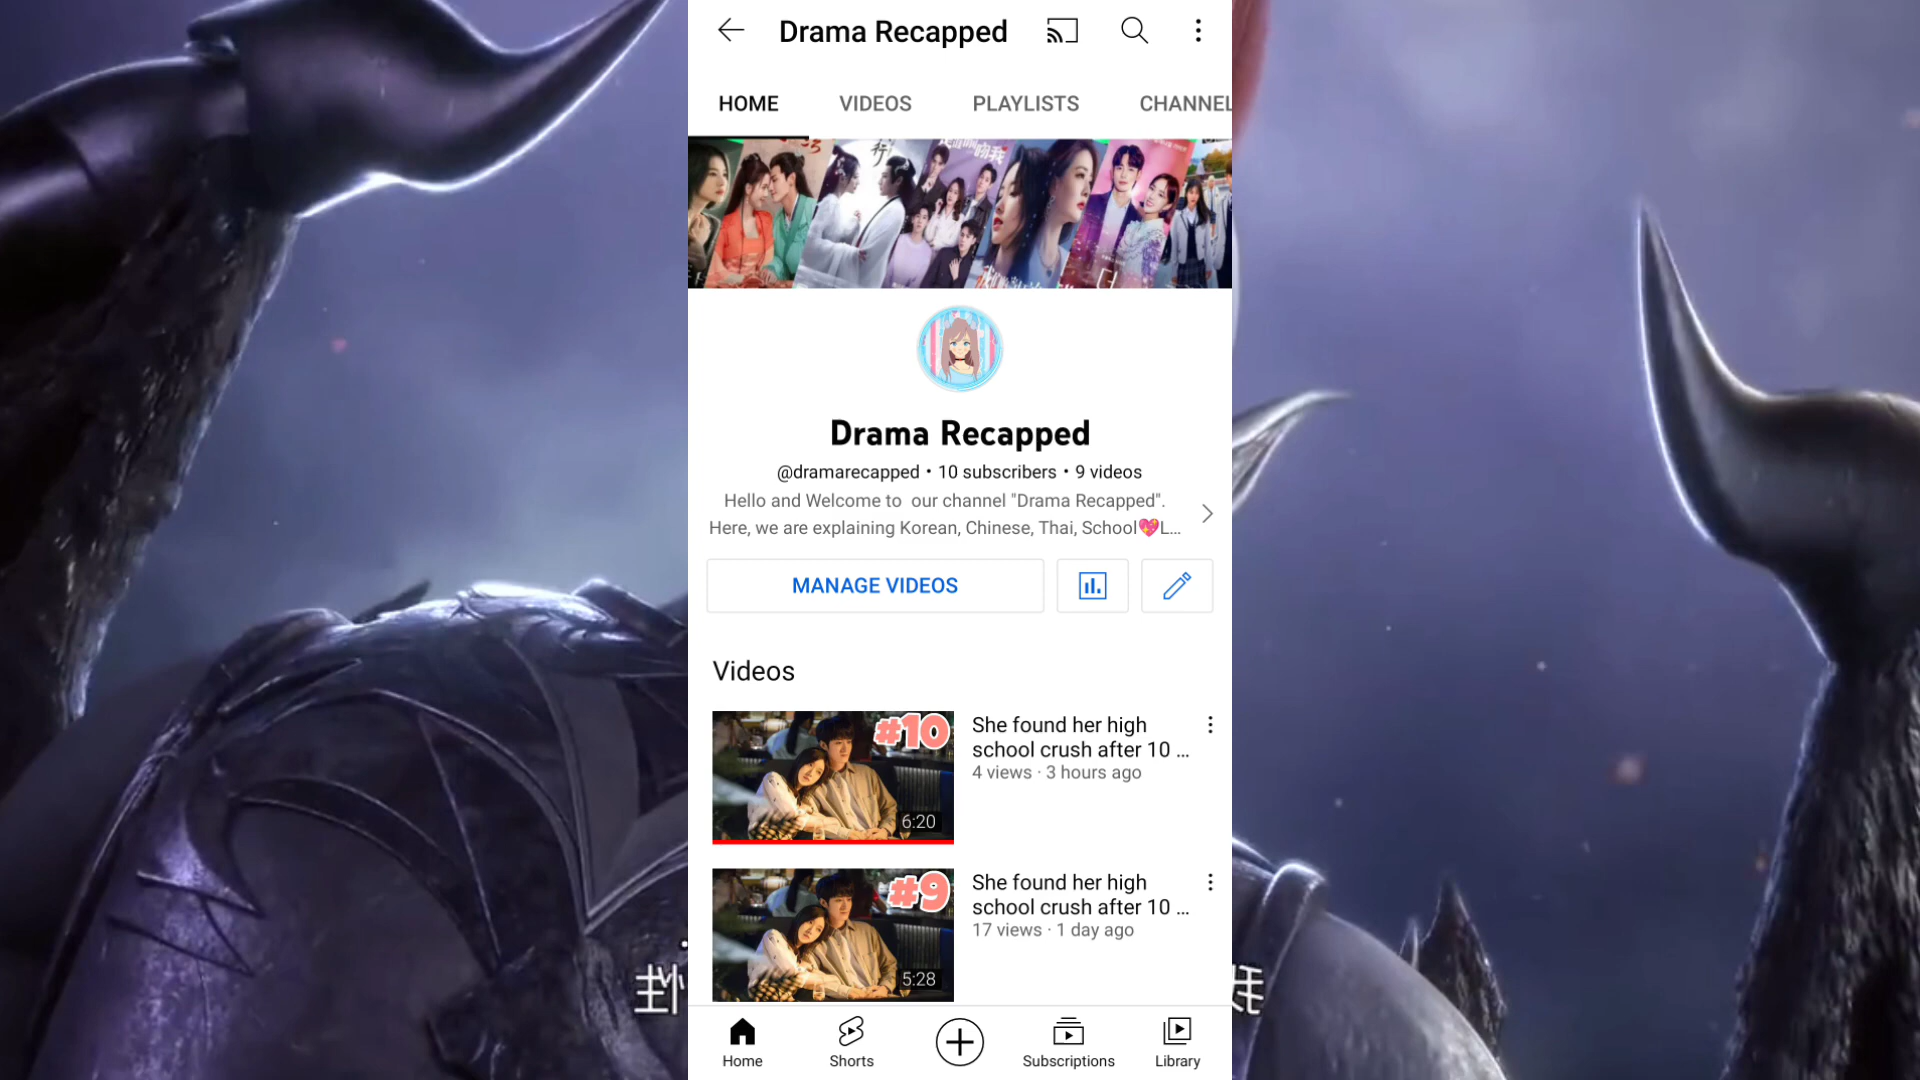 Drama Recapped
HOME VIDEOS PLAYLISTS CHANNEL
Drama Recapped
@dramarecapped • 10 subscribers • 9 videos
Hello and Welcome to our channel "Drama Recapped".
Here, we are explaining Korean, Chinese, Thai, School💖L...
MANAGE VIDEOS
Videos
#10
6:20
She found her high
school crush after 10 ...
4 views · 3 hours ago
#9
5:28
She found her high
school crush after 10 ...
17 views · 1 day ago
Home Shorts Subscriptions Library